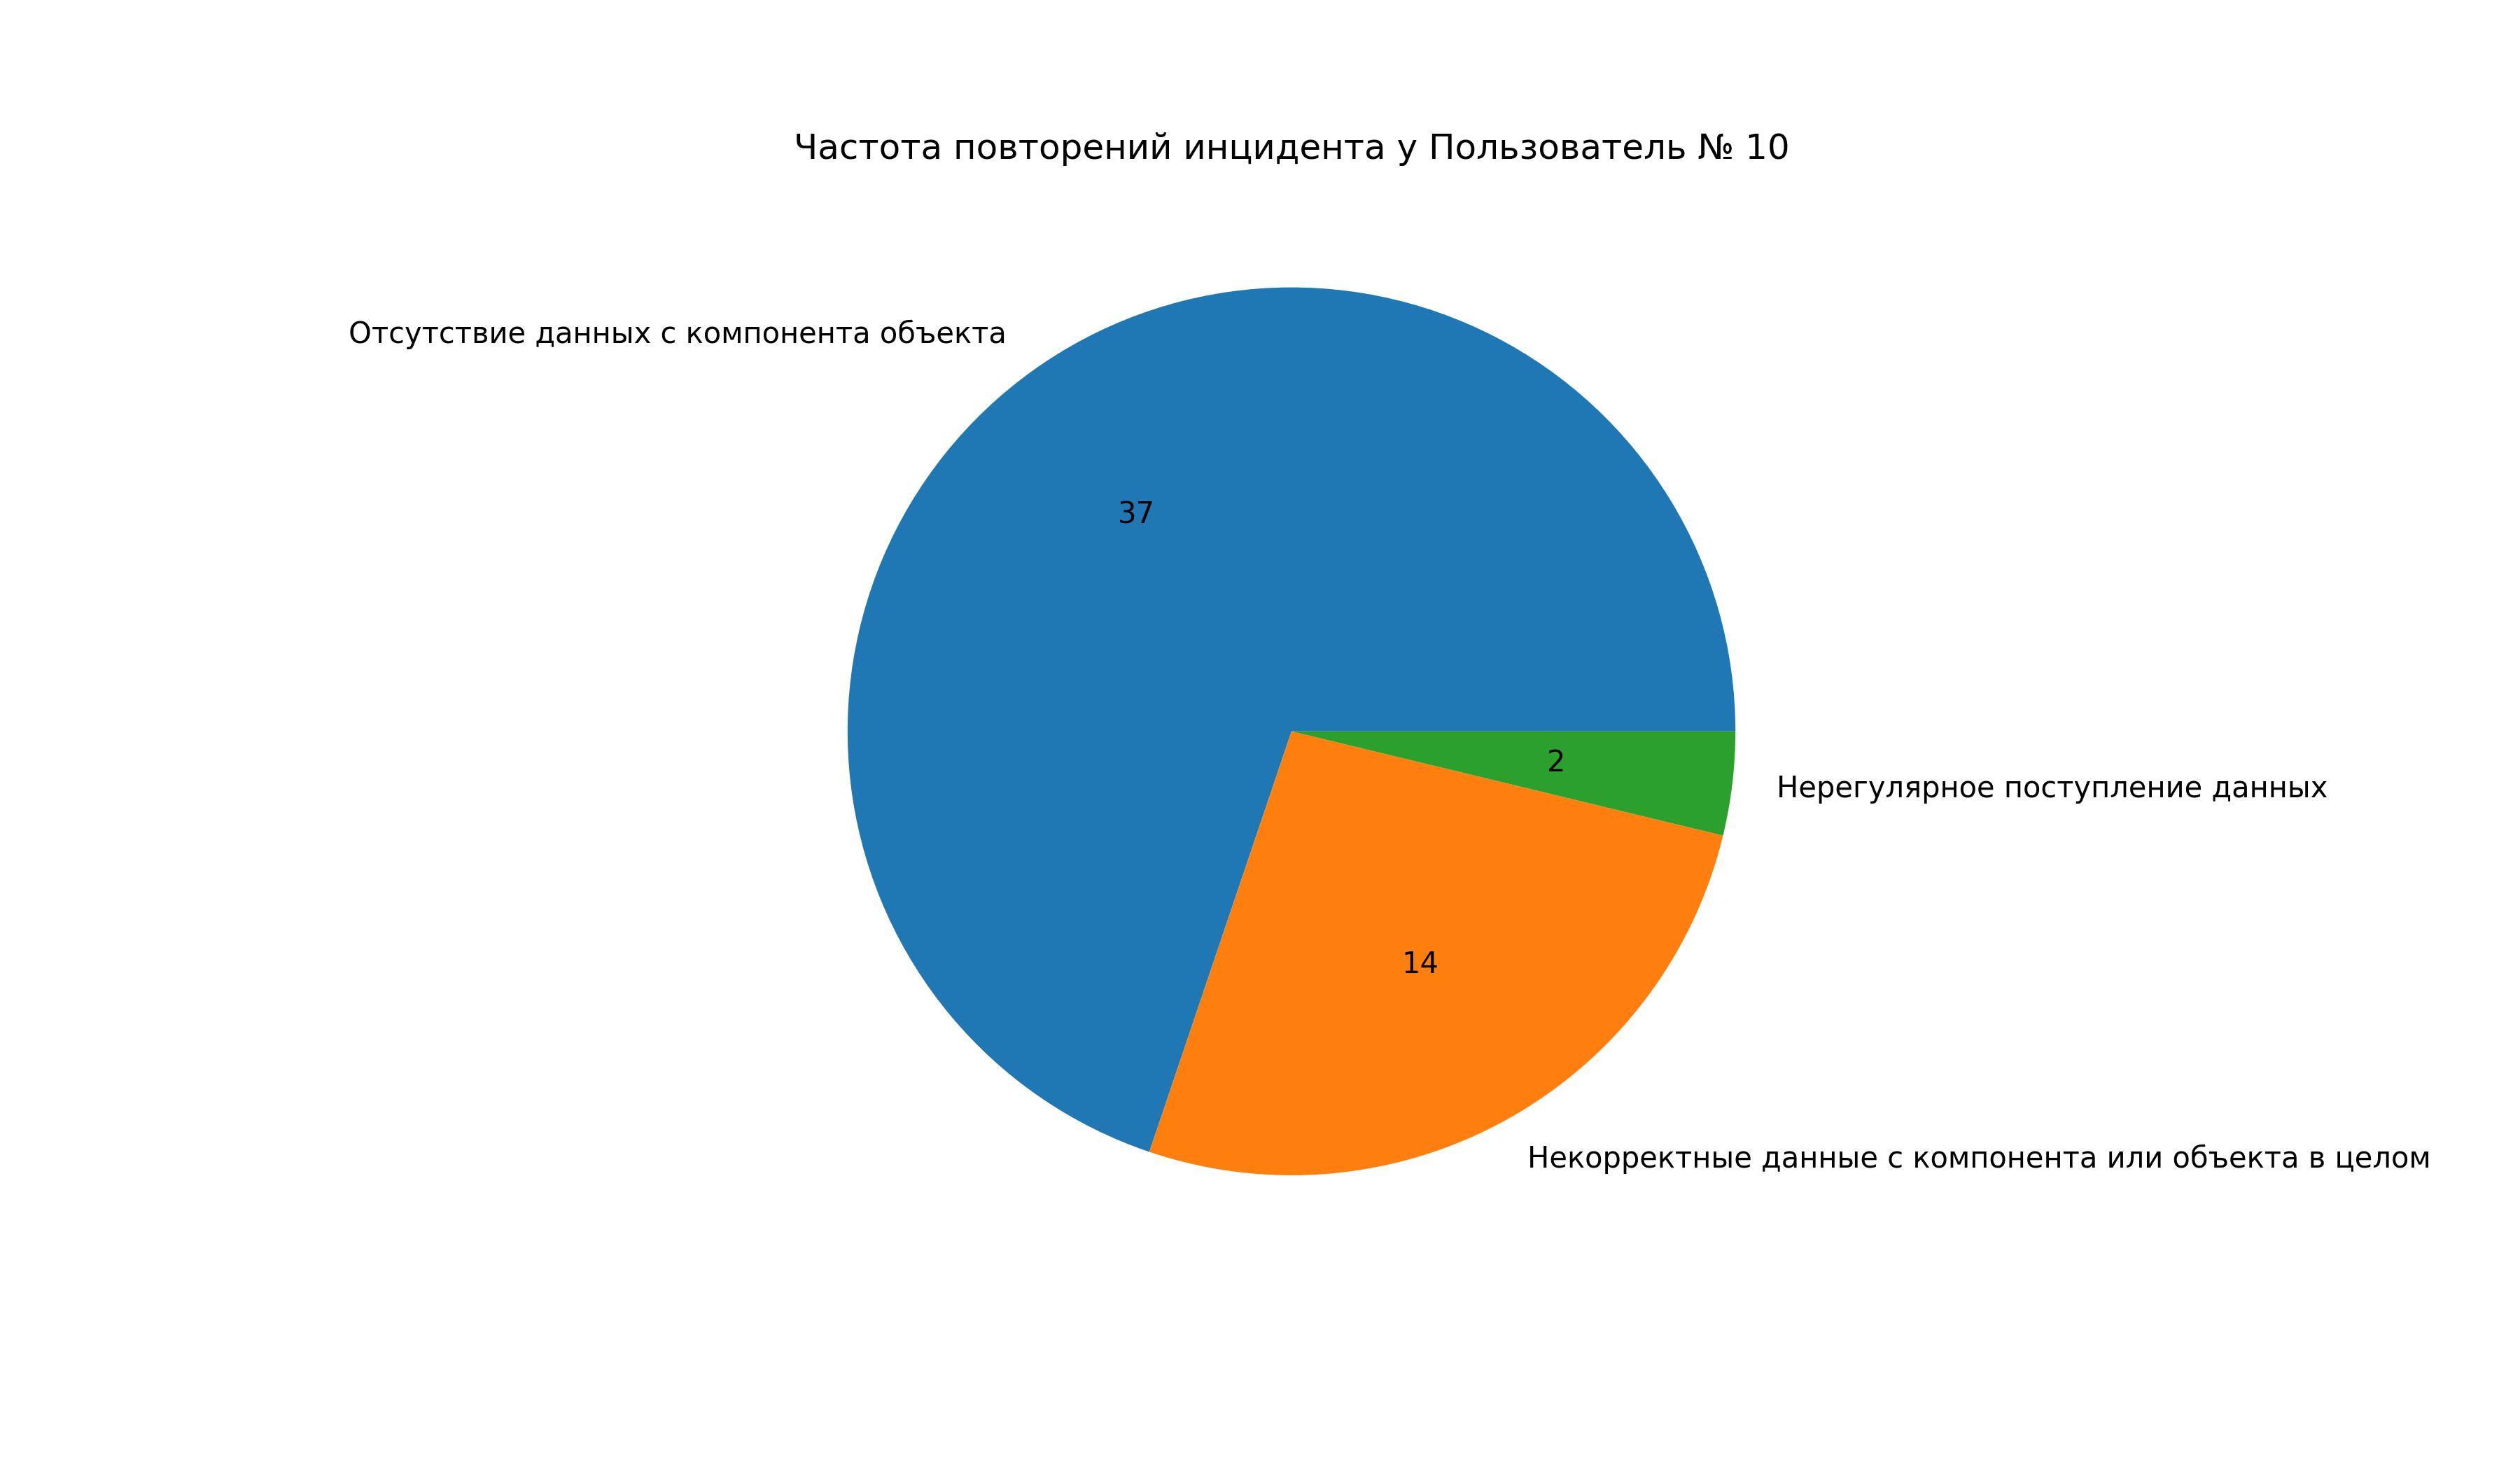 Частота повторений инцидента у Пользователь № 10
Отсутствие данных с компонента объекта
37
2
Нерегулярное поступление данных
14
Некорректные данные с компонента или объекта в целом